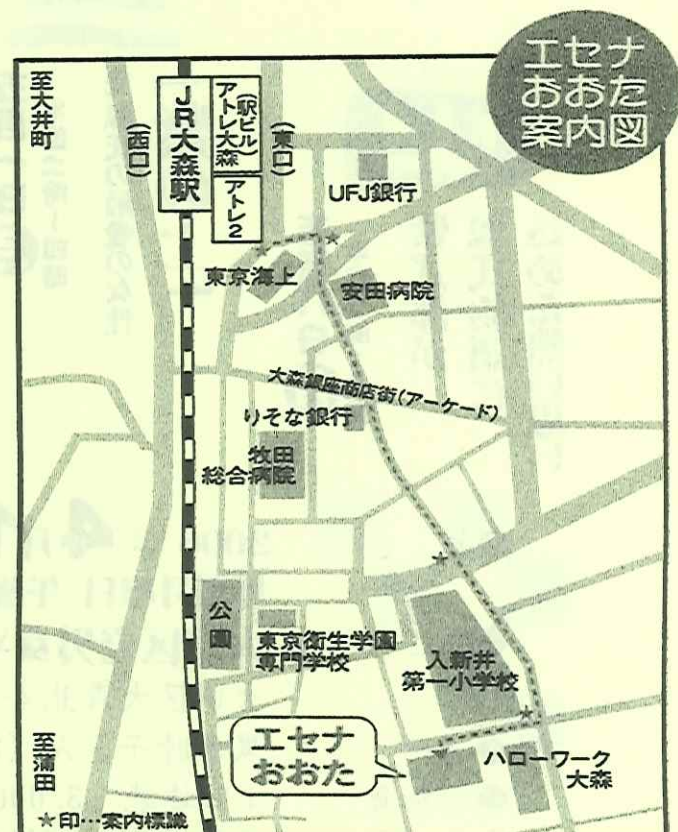 エセナ
おおた
案内図
至大井町
(西口)
JR大森駅
(駅ビル)
アトレ大森
アトレ2
(東口)
UFJ銀行
東京海上
安田病院
大森銀座商店街(アーケード)
りそな銀行
牧田
総合病院
公園
東京衛生学園
専門学校
入新井
第一小学校
エセナ
おおた
ハローワーク
大森
至蒲田
★印…案内標識